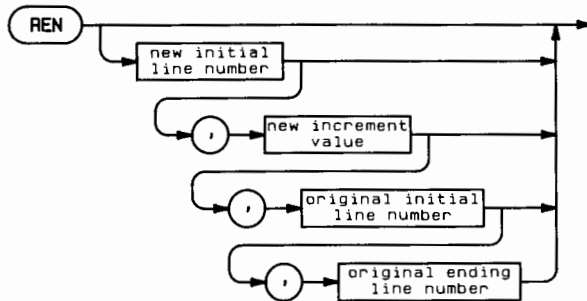 REN
new initial
line number
,
new increment
value
,
original initial
line number
,
original ending
line number